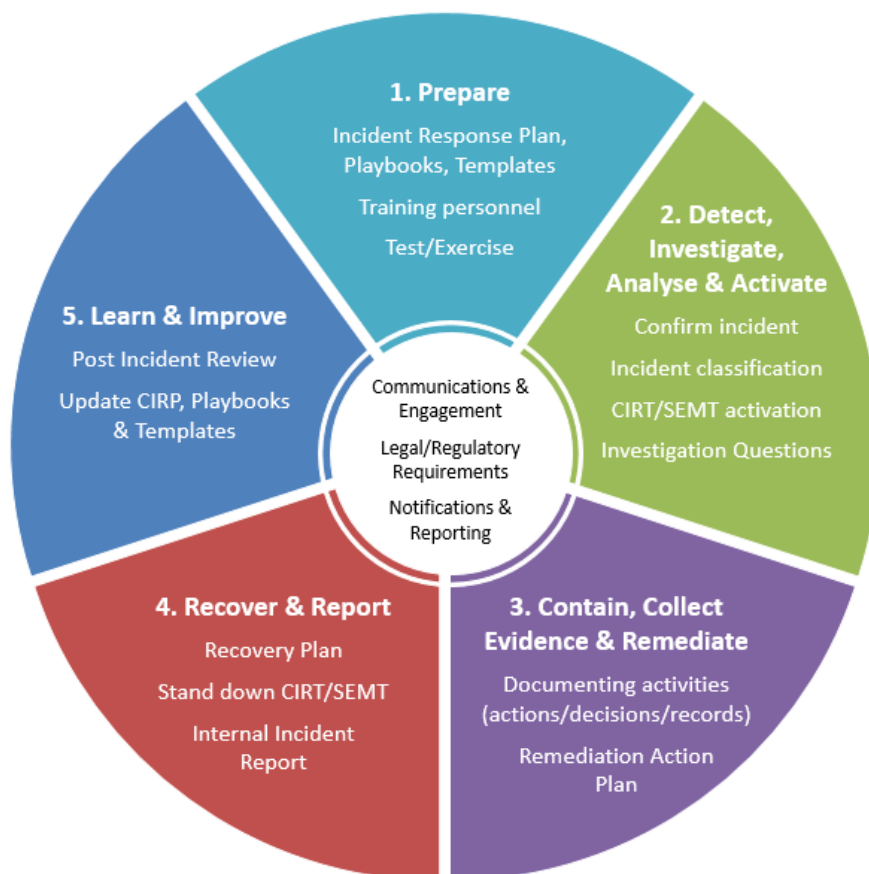 1. Prepare
Incident Response Plan,
Playbooks, Templates
Training personnel
Test/Exercise
2. Detect,
Investigate,
Analyse & Activate
Confirm incident
Incident classification
CIRT/SEMT activation
Investigation Questions
3. Contain, Collect
Evidence & Remediate
Documenting activities
(actions/decisions/records)
Remediation Action
Plan
4. Recover & Report
Recovery Plan
Stand down CIRT/SEMT
Internal Incident
Report
5. Learn & Improve
Post Incident Review
Update CIRP, Playbooks
& Templates
Communications &
Engagement
Legal/Regulatory
Requirements
Notifications &
Reporting